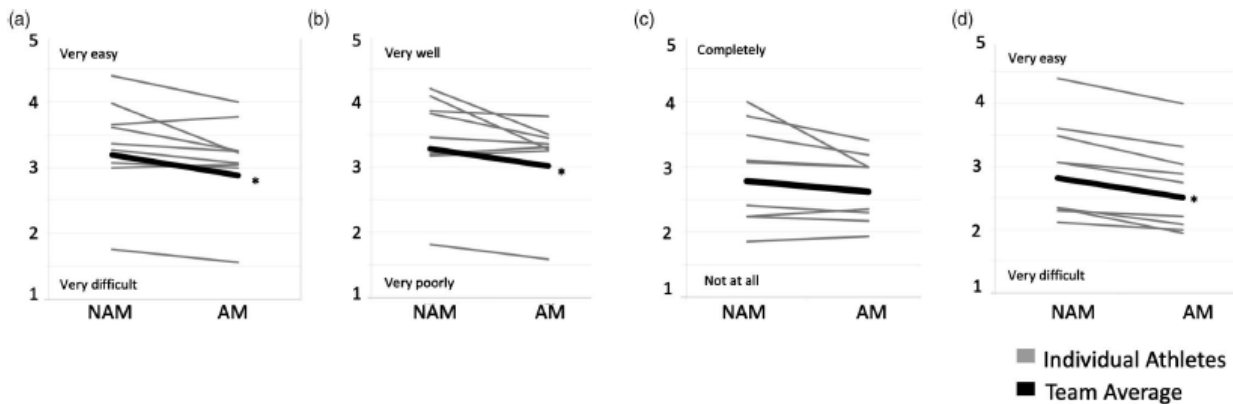 (a)
5
Very easy
4
3
*
2
Very difficult
1
NAM AM
(b)
5
Very well
4
3
*
2
Very poorly
1
NAM AM
(c)
5
Completely
4
3
2
Not at all
1
NAM AM
(d)
5
Very easy
4
3
*
2
Very difficult
1
NAM AM
Individual Athletes
Team Average